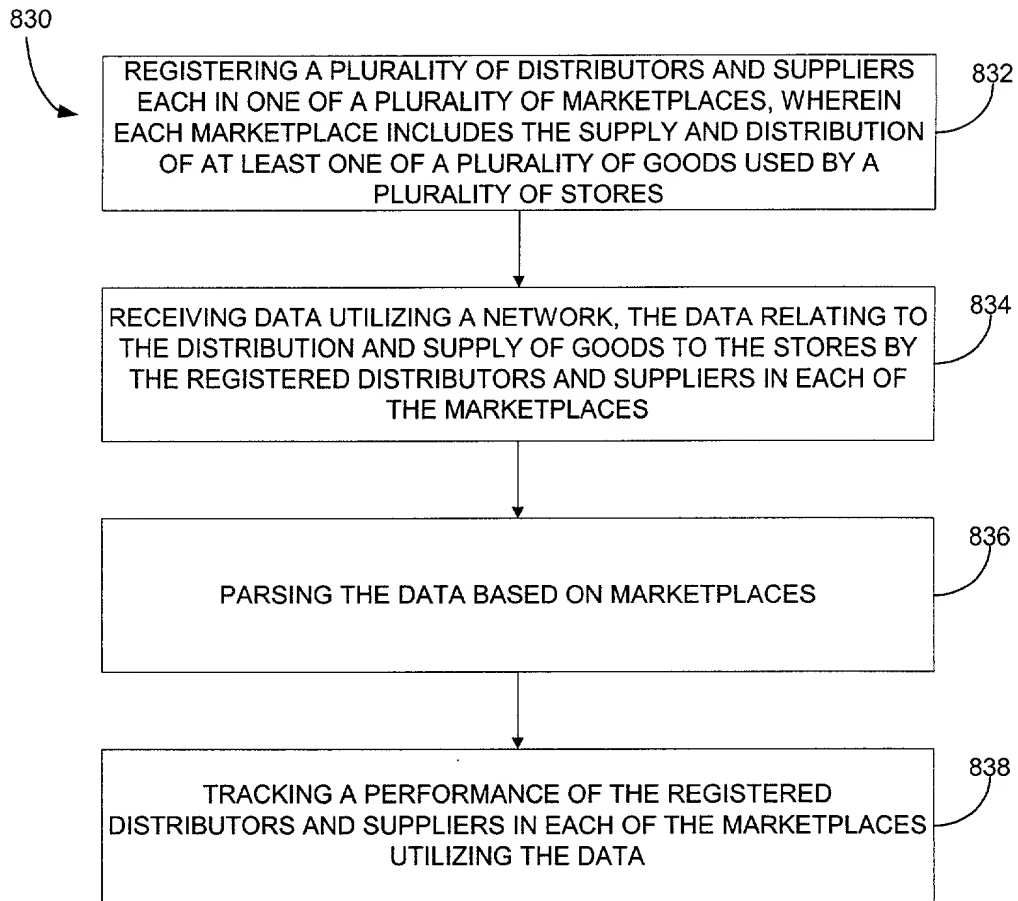 830
REGISTERING A PLURALITY OF DISTRIBUTORS AND SUPPLIERS
EACH IN ONE OF A PLURALITY OF MARKETPLACES, WHEREIN
EACH MARKETPLACE INCLUDES THE SUPPLY AND DISTRIBUTION
OF AT LEAST ONE OF A PLURALITY OF GOODS USED BY A
PLURALITY OF STORES
832
RECEIVING DATA UTILIZING A NETWORK, THE DATA RELATING TO
THE DISTRIBUTION AND SUPPLY OF GOODS TO THE STORES BY
THE REGISTERED DISTRIBUTORS AND SUPPLIERS IN EACH OF
THE MARKETPLACES
834
PARSING THE DATA BASED ON MARKETPLACES
836
TRACKING A PERFORMANCE OF THE REGISTERED
DISTRIBUTORS AND SUPPLIERS IN EACH OF THE MARKETPLACES
UTILIZING THE DATA
838